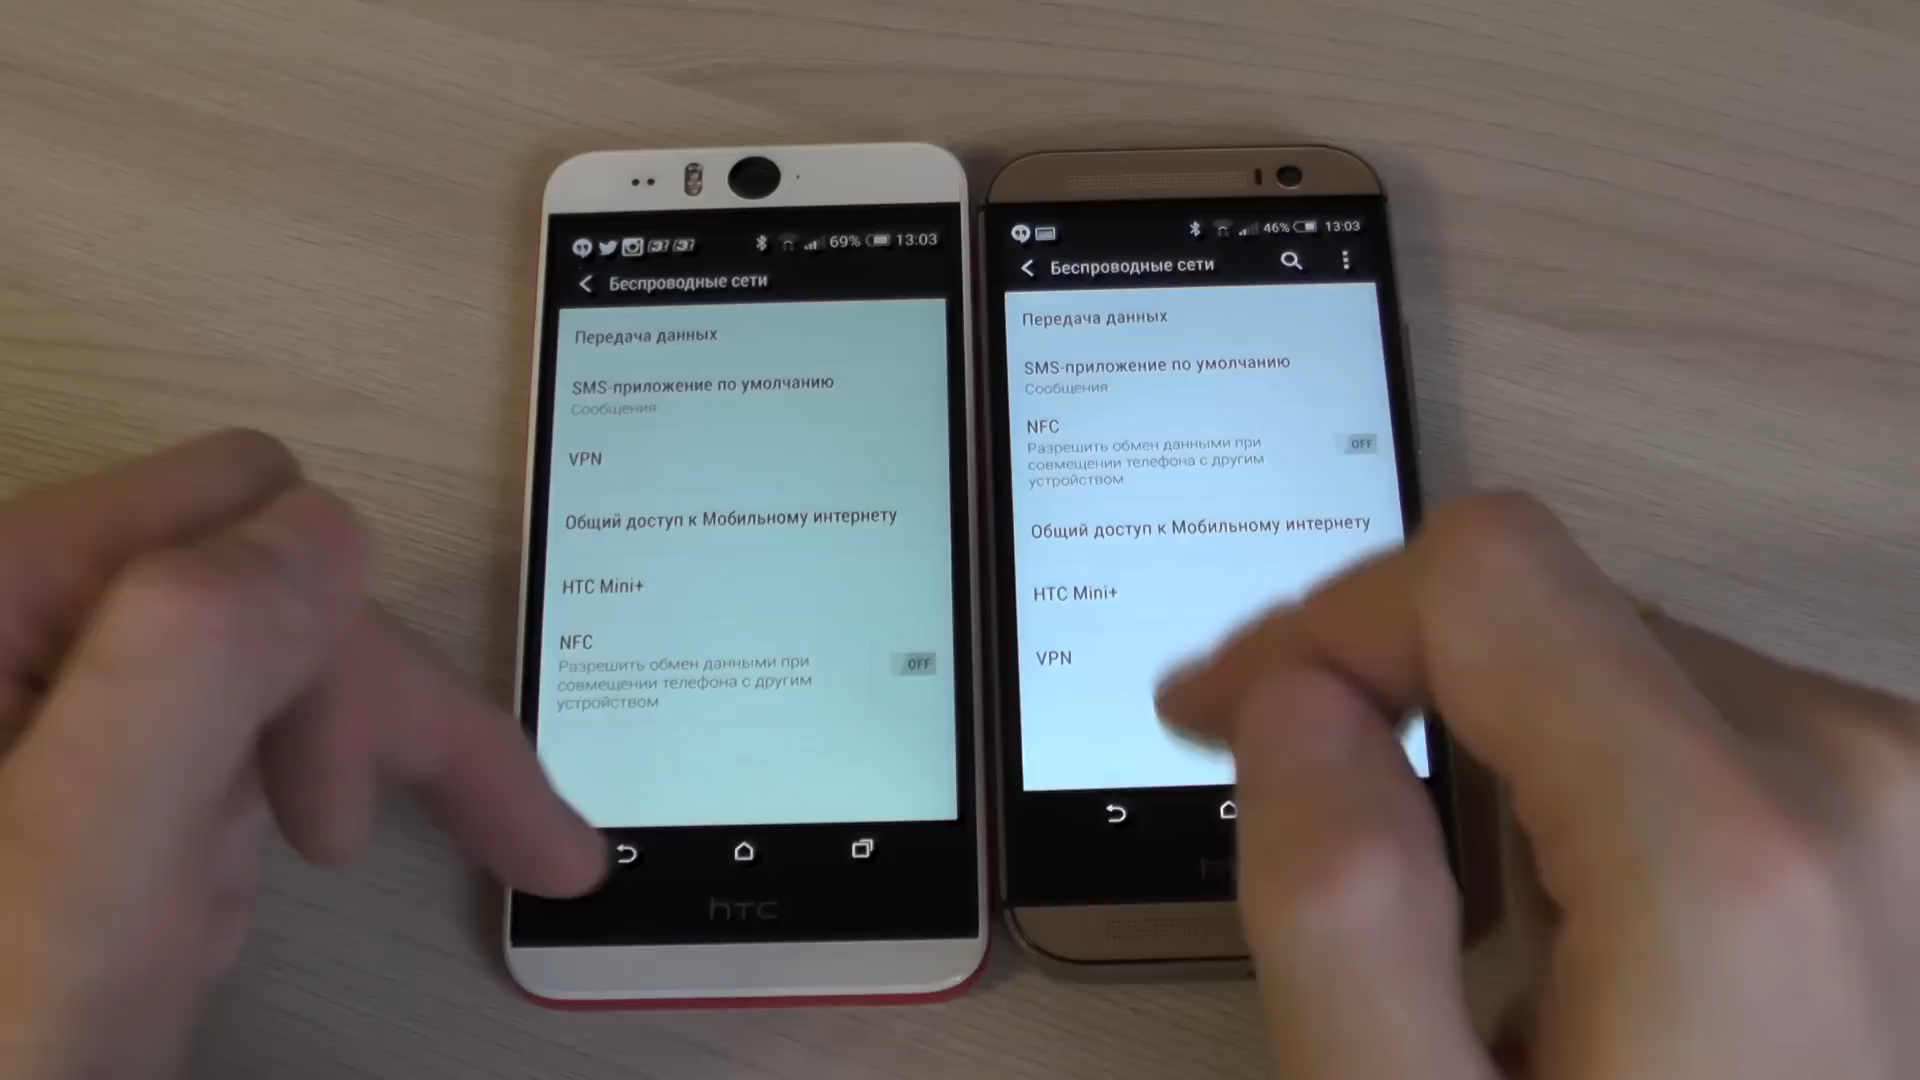 69% 13:03
Беспроводные сети
Передача данных
SMS-приложение по умолчанию
Сообщения
VPN
Общий доступ к Мобильному интернету
HTC Mini+
NFC
Разрешить обмен данными при
совмещении телефона с другим
устройством
OFF
hTC
46% 13:03
Беспроводные сети
Передача данных
SMS-приложение по умолчанию
Сообщения
NFC
Разрешить обмен данными при
совмещении телефона с другим
устройством
OFF
Общий доступ к Мобильному интернету
HTC Mini+
VPN